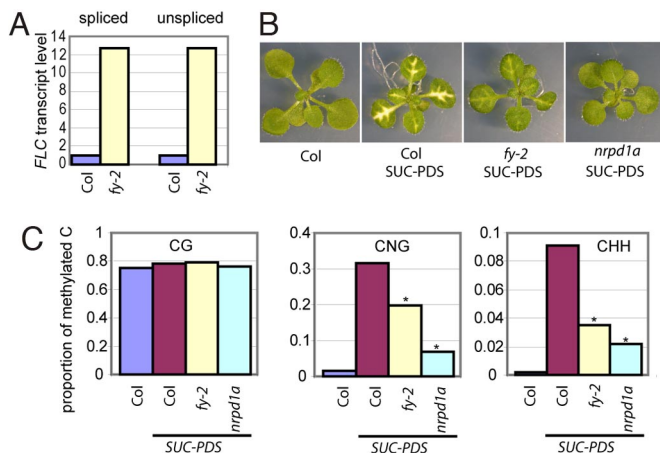 A
spliced
unspliced
FLC transcript level
14
12
10
8
6
4
2
0
Col
fy-2
Col
fy-2
B
Col
Col
SUC-PDS
fy-2
SUC-PDS
nrpd1a
SUC-PDS
C
proportion of methylated C
CG
1
0.8
0.6
0.4
0.2
0
Col
Col
fy-2
nrpd1a
SUC-PDS
CNG
0.4
0.3
0.2
0.1
0
*
*
Col
Col
fy-2
nrpd1a
SUC-PDS
CHH
0.1
0.08
0.06
0.04
0.02
0
*
*
Col
Col
fy-2
nrpd1a
SUC-PDS